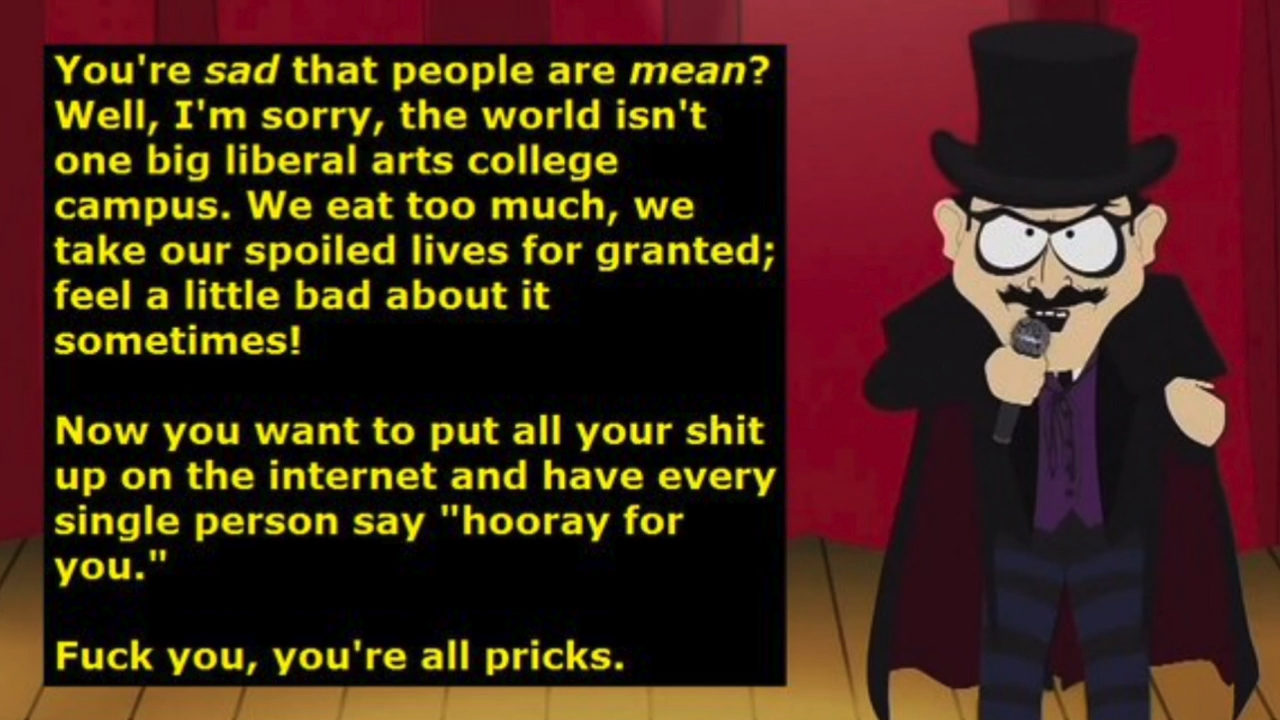 You're sad that people are mean?
Well, I'm sorry, the world isn't
one big liberal arts college
campus. We eat too much, we
take our spoiled lives for granted;
feel a little bad about it
sometimes!
Now you want to put all your shit
up on the internet and have every
single person say "hooray for
you."
Fuck you, you're all pricks.